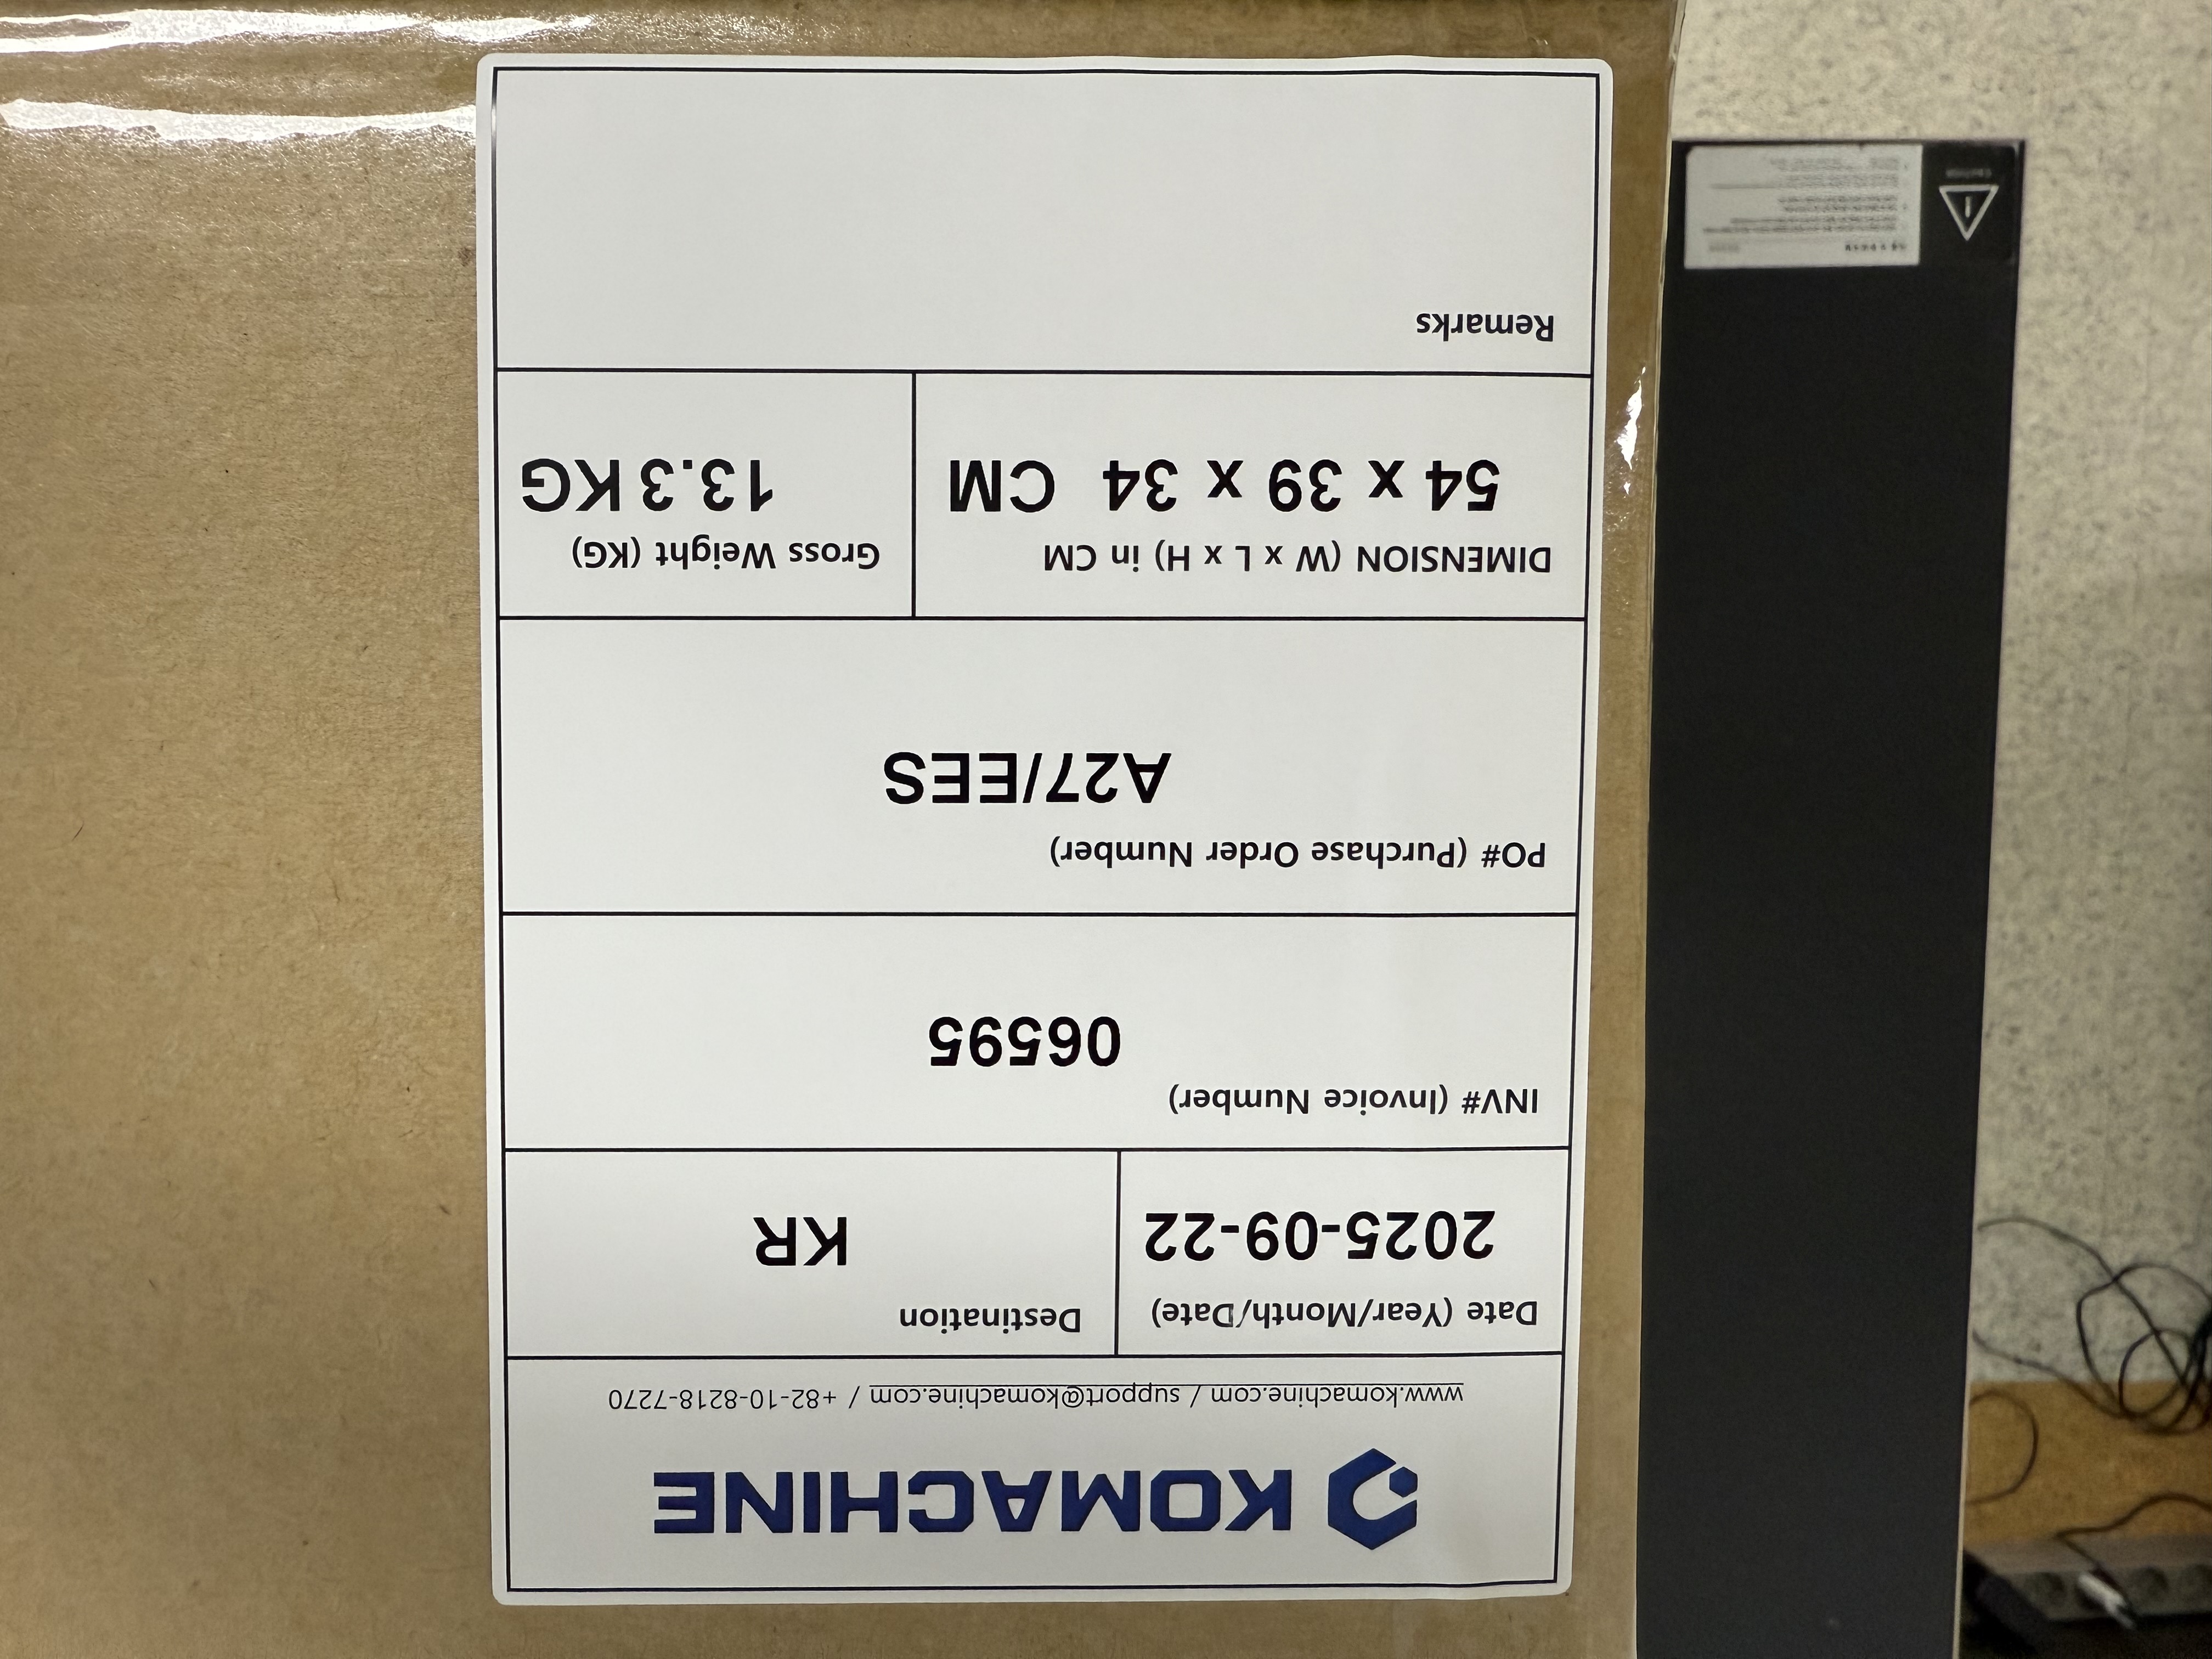 KOMACHINE
www.komachine.com / support@komachine.com / +82-10-8218-7270
Date (Year/Month/Date)
2025-09-22
Destination
KR
INV# (Invoice Number)
06595
PO# (Purchase Order Number)
A27/EES
DIMENSION (W x L x H) in CM
54 x 39 x 34 CM
Gross Weight (KG)
13.3 KG
Remarks